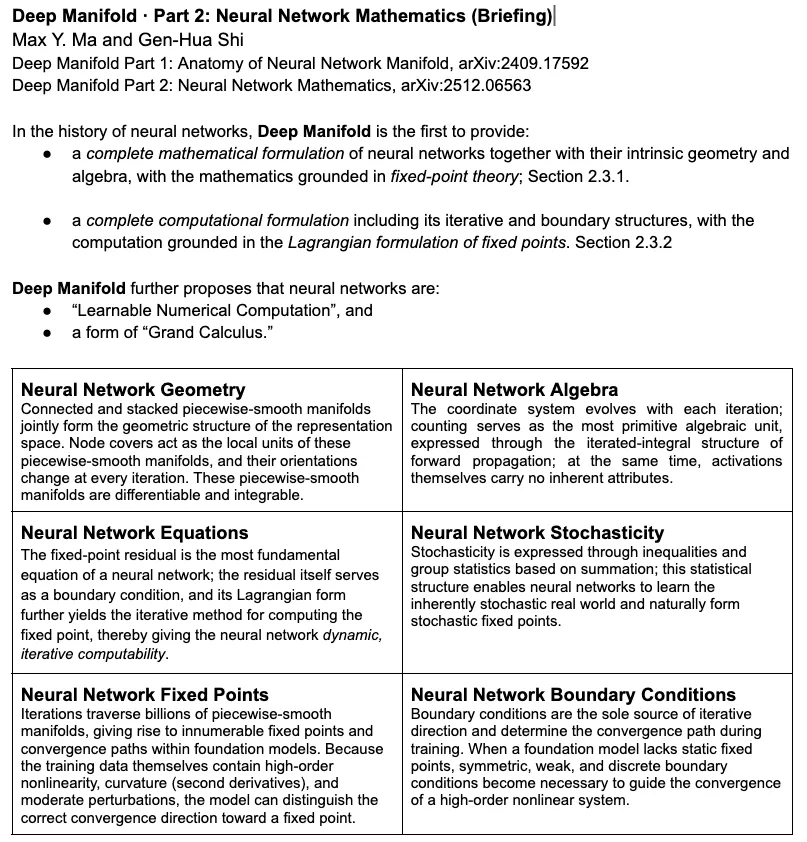 Deep Manifold · Part 2: Neural Network Mathematics (Briefing)
Max Y. Ma and Gen-Hua Shi
Deep Manifold Part 1: Anatomy of Neural Network Manifold, arXiv:2409.17592
Deep Manifold Part 2: Neural Network Mathematics, arXiv:2512.06563
In the history of neural networks, Deep Manifold is the first to provide:
● a complete mathematical formulation of neural networks together with their intrinsic geometry and
algebra, with the mathematics grounded in fixed-point theory; Section 2.3.1.
● a complete computational formulation including its iterative and boundary structures, with the
computation grounded in the Lagrangian formulation of fixed points. Section 2.3.2
Deep Manifold further proposes that neural networks are:
● “Learnable Numerical Computation”, and
● a form of “Grand Calculus.”
Neural Network Geometry
Connected and stacked piecewise-smooth manifolds
jointly form the geometric structure of the representation
space. Node covers act as the local units of these
piecewise-smooth manifolds, and their orientations
change at every iteration. These piecewise-smooth
manifolds are differentiable and integrable.
Neural Network Algebra
The coordinate system evolves with each iteration;
counting serves as the most primitive algebraic unit,
expressed through the iterated-integral structure of
forward propagation; at the same time, activations
themselves carry no inherent attributes.
Neural Network Equations
The fixed-point residual is the most fundamental
equation of a neural network; the residual itself serves
as a boundary condition, and its Lagrangian form
further yields the iterative method for computing the
fixed point, thereby giving the neural network dynamic,
iterative computability.
Neural Network Stochasticity
Stochasticity is expressed through inequalities and
group statistics based on summation; this statistical
structure enables neural networks to learn the
inherently stochastic real world and naturally form
stochastic fixed points.
Neural Network Fixed Points
Iterations traverse billions of piecewise-smooth
manifolds, giving rise to innumerable fixed points and
convergence paths within foundation models. Because
the training data themselves contain high-order
nonlinearity, curvature (second derivatives), and
moderate perturbations, the model can distinguish the
correct convergence direction toward a fixed point.
Neural Network Boundary Conditions
Boundary conditions are the sole source of iterative
direction and determine the convergence path during
training. When a foundation model lacks static fixed
points, symmetric, weak, and discrete boundary
conditions become necessary to guide the convergence
of a high-order nonlinear system.